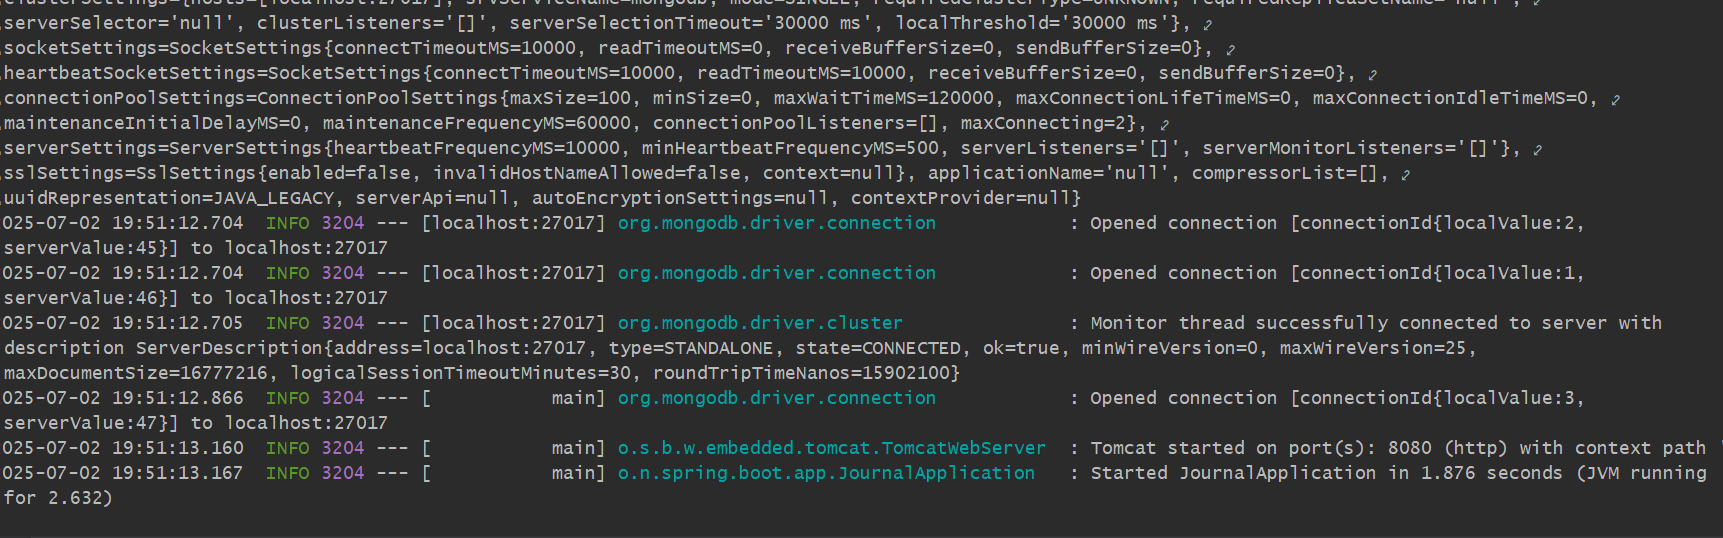 clusterSettings={hosts=[localhost:27017], srvServiceName=mongodb, mode=SINGLE, requiredClusterType=UNKNOWN, requiredReplicaSetName='null',
serverSelector='null', clusterListeners='[]', serverSelectionTimeout='30000 ms', localThreshold='30000 ms'},
socketSettings=SocketSettings{connectTimeoutMS=10000, readTimeoutMS=0, receiveBufferSize=0, sendBufferSize=0},
heartbeatSocketSettings=SocketSettings{connectTimeoutMS=10000, readTimeoutMS=10000, receiveBufferSize=0, sendBufferSize=0},
connectionPoolSettings=ConnectionPoolSettings{maxSize=100, minSize=0, maxWaitTimeMS=120000, maxConnectionLifeTimeMS=0, maxConnectionIdleTimeMS=0,
maintenanceInitialDelayMS=0, maintenanceFrequencyMS=60000, connectionPoolListeners=[], maxConnecting=2},
serverSettings=ServerSettings{heartbeatFrequencyMS=10000, minHeartbeatFrequencyMS=500, serverListeners='[]', serverMonitorListeners='[]'},
sslSettings=SslSettings{enabled=false, invalidHostNameAllowed=false, context=null}, applicationName='null', compressorList=[],
uuidRepresentation=JAVA_LEGACY, serverApi=null, autoEncryptionSettings=null, contextProvider=null}
025-07-02 19:51:12.704  INFO 3204 --- [localhost:27017] org.mongodb.driver.connection            : Opened connection [connectionId{localValue:2,
serverValue:45}] to localhost:27017
025-07-02 19:51:12.704  INFO 3204 --- [localhost:27017] org.mongodb.driver.connection            : Opened connection [connectionId{localValue:1,
serverValue:46}] to localhost:27017
025-07-02 19:51:12.705  INFO 3204 --- [localhost:27017] org.mongodb.driver.cluster               : Monitor thread successfully connected to server with
description ServerDescription{address=localhost:27017, type=STANDALONE, state=CONNECTED, ok=true, minWireVersion=0, maxWireVersion=25,
maxDocumentSize=16777216, logicalSessionTimeoutMinutes=30, roundTripTimeNanos=15902100}
025-07-02 19:51:12.866  INFO 3204 --- [           main] org.mongodb.driver.connection            : Opened connection [connectionId{localValue:3,
serverValue:47}] to localhost:27017
025-07-02 19:51:13.160  INFO 3204 --- [           main] o.s.b.w.embedded.tomcat.TomcatWebServer  : Tomcat started on port(s): 8080 (http) with context path '
025-07-02 19:51:13.167  INFO 3204 --- [           main] o.n.spring.boot.app.JournalApplication   : Started JournalApplication in 1.876 seconds (JVM running
for 2.632)